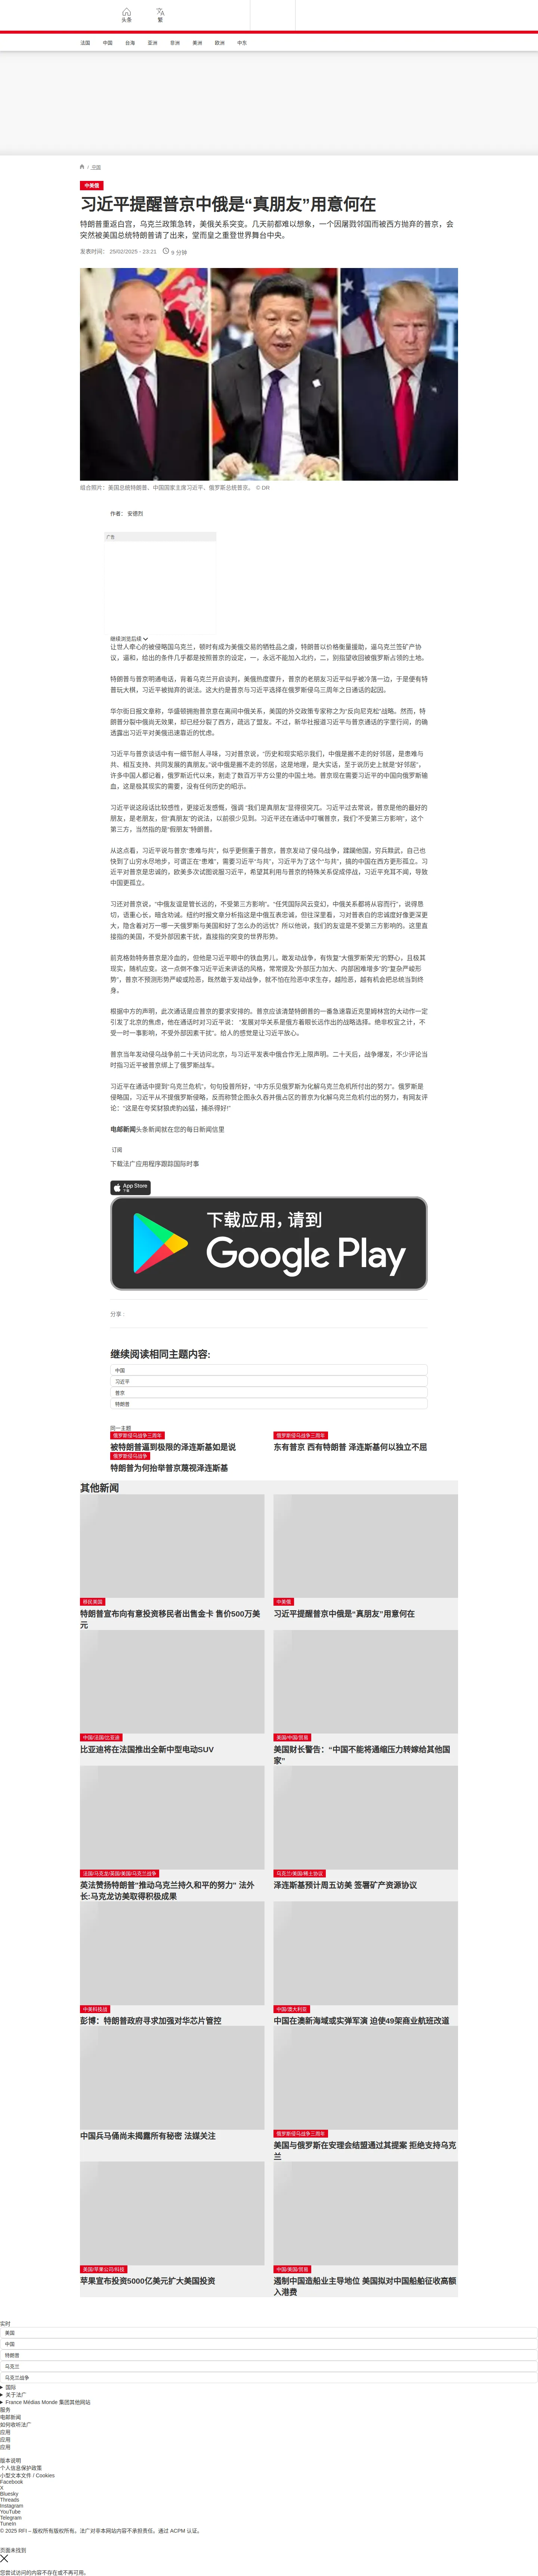 头条
繁
法国
中国
台海
亚洲
非洲
美洲
欧洲
中东
/ 中国
中美俄
习近平提醒普京中俄是“真朋友”用意何在
特朗普重返白宫，乌克兰政策急转，美俄关系突变。几天前都难以想象，一个因屠戮邻国而被西方抛弃的普京，会
突然被美国总统特朗普请了出来，堂而皇之重登世界舞台中央。
发表时间： 25/02/2025 - 23:21
9 分钟
组合照片：美国总统特朗普、中国国家主席习近平、俄罗斯总统普京。 © DR
作者： 安德烈
广告
继续浏览后续
让世人牵心的被侵略国乌克兰，顿时有成为美俄交易的牺牲品之虞，特朗普以价格衡量援助，逼乌克兰签矿产协
议，逼和，给出的条件几乎都是按照普京的设定，一，永远不能加入北约，二，则指望收回被俄罗斯占领的土地。
特朗普与普京明通电话，背着乌克兰开启谈判，美俄热度骤升，普京的老朋友习近平似乎被冷落一边，于是便有特
普玩大棋，习近平被抛弃的说法。这大约是普京与习近平选择在俄罗斯侵乌三周年之日通话的起因。
华尔街日报文章称，华盛顿拥抱普京意在离间中俄关系，美国的外交政策专家称之为“反向尼克松”战略。然而，特
朗普分裂中俄尚无效果，却已经分裂了西方，疏远了盟友。不过，新华社报道习近平与普京通话的字里行间，的确
透露出习近平对美俄迅速靠近的忧虑。
习近平与普京谈话中有一细节耐人寻味，习对普京说，“历史和现实昭示我们，中俄是搬不走的好邻居，是患难与
共、相互支持、共同发展的真朋友。”说中俄是搬不走的邻居，这是地理，是大实话，至于说历史上就是“好邻居”，
许多中国人都记着，俄罗斯近代以来，割走了数百万平方公里的中国土地。普京现在需要习近平的中国向俄罗斯输
血，这是极其现实的需要，没有任何历史的昭示。
习近平说这段话比较感性，更接近发感慨，强调 “我们是真朋友”显得很突兀。习近平过去常说，普京是他的最好的
朋友，是老朋友，但“真朋友”的说法，以前很少见到。习近平还在通话中叮嘱普京，我们“不受第三方影响”，这个
第三方，当然指的是“假朋友”特朗普。
从这点看，习近平说与普京“患难与共”，似乎更侧重于普京，普京发动了侵乌战争，蹂躏他国，穷兵黩武，自己也
快到了山穷水尽地步，可谓正在“患难”，需要习近平“与共”，习近平为了这个“与共”，搞的中国在西方更形孤立。习
近平对普京是忠诚的，欧美多次试图说服习近平，希望其利用与普京的特殊关系促成停战，习近平充耳不闻，导致
中国更孤立。
习还对普京说，“中俄友谊是管长远的，不受第三方影响”。“任凭国际风云变幻，中俄关系都将从容而行”，说得恳
切，语重心长，暗含劝诫。纽约时报文章分析指这是中俄互表忠诚，但往深里看，习对普表白的忠诚度好像更深更
大，隐含着对万一哪一天俄罗斯与美国和好了怎么办的远忧？所以他说，我们的友谊是不受第三方影响的。这里直
接指的美国，不受外部因素干扰，直接指的突变的世界形势。
前克格勃特务普京是冷血的，但他是习近平眼中的铁血男儿，敢发动战争，有恢复“大俄罗斯荣光”的野心，且极其
现实，随机应变。这一点倒不像习近平近来讲话的风格，常常提及“外部压力加大、内部困难增多”的“复杂严峻形
势”，普京不预测形势严峻或险恶，既然敢于发动战争，就不怕在险恶中求生存，越险恶，越有机会把总统当到终
身。
根据中方的声明，此次通话是应普京的要求安排的。普京应该清楚特朗普的一番急速靠近克里姆林宫的大动作一定
引发了北京的焦虑，他在通话时对习近平说：“发展对华关系是俄方着眼长远作出的战略选择。绝非权宜之计，不
受一时一事影响，不受外部因素干扰”。给人的感觉是让习近平放心。
普京当年发动侵乌战争前二十天访问北京，与习近平发表中俄合作无上限声明。二十天后，战争爆发，不少评论当
时指习近平被普京绑上了俄罗斯战车。
习近平在通话中提到“乌克兰危机”，句句役普所好，“中方乐见俄罗斯为化解乌克兰危机所付出的努力”。俄罗斯是
侵略国，习近平从不提俄罗斯侵略，反而称赞企图永久吞并俄占区的普京为化解乌克兰危机付出的努力，有网友评
论：“这是在夸奖豺狼虎豹凶猛，捕杀得好!”
电邮新闻头条新闻就在您的每日新闻信里
订阅
下载法广应用程序跟踪国际时事
App Store
下载
下载应用，请到
Google Play
分享 :
继续阅读相同主题内容:
中国
习近平
普京
特朗普
同一主题
俄罗斯侵乌战争三周年
被特朗普逼到极限的泽连斯基如是说
俄罗斯侵乌战争三周年
东有普京 西有特朗普 泽连斯基何以独立不屈
俄罗斯侵乌战争
特朗普为何抬举普京蔑视泽连斯基
其他新闻
移民美国
特朗普宣布向有意投资移民者出售金卡 售价500万美
元
中美俄
习近平提醒普京中俄是“真朋友”用意何在
中国/法国/比亚迪
比亚迪将在法国推出全新中型电动SUV
美国/中国/贸易
美国财长警告：“中国不能将通缩压力转嫁给其他国
家”
法国/马克龙/英国/美国/乌克兰战争
英法赞扬特朗普"推动乌克兰持久和平的努力" 法外
长:马克龙访美取得积极成果
乌克兰/美国/稀土协议
泽连斯基预计周五访美 签署矿产资源协议
中美科技战
彭博：特朗普政府寻求加强对华芯片管控
中国/澳大利亚
中国在澳新海域或实弹军演 迫使49架商业航班改道
中国兵马俑尚未揭露所有秘密 法媒关注
俄罗斯侵乌战争三周年
美国与俄罗斯在安理会结盟通过其提案 拒绝支持乌克
兰
美国/苹果公司/科技
苹果宣布投资5000亿美元扩大美国投资
中国/美国/贸易
遏制中国造船业主导地位 美国拟对中国船舶征收高额
入港费
实时
美国
中国
特朗普
乌克兰
乌克兰战争
国际
关于法广
France Médias Monde 集团其他网站
服务
电邮新闻
如何收听法广
应用
应用
应用
版本说明
个人信息保护政策
小型文本文件 / Cookies
Facebook
X
Bluesky
Threads
Instagram
YouTube
Telegram
TuneIn
© 2025 RFI – 版权所有版权所有。法广对非本网站内容不承担责任。通过 ACPM 认证。
页面未找到
您尝试访问的内容不存在或不再可用。